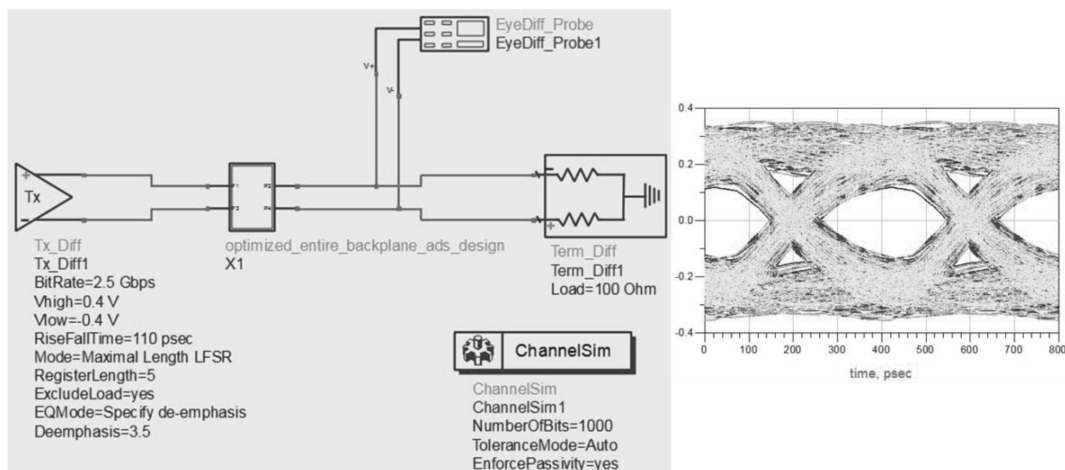 EyeDiff_Probe
EyeDiff_Probe1
V+
V-
+
Tx
-
P1
P3
P2
P4
-
+
Tx_Diff
Tx_Diff1
BitRate=2.5 Gbps
Vhigh=0.4 V
Vlow=-0.4 V
RiseFallTime=110 psec
Mode=Maximal Length LFSR
RegisterLength=5
ExcludeLoad=yes
EQMode=Specify de-emphasis
Deemphasis=3.5
optimized_entire_backplane_ads_design
X1
Term_Diff
Term_Diff1
Load=100 Ohm
ChannelSim
ChannelSim
ChannelSim1
NumberOfBits=1000
ToleranceMode=Auto
EnforcePassivity=yes
0.4
0.2
0.0
-0.2
-0.4
0 100 200 300 400 500 600 700 800
time, psec